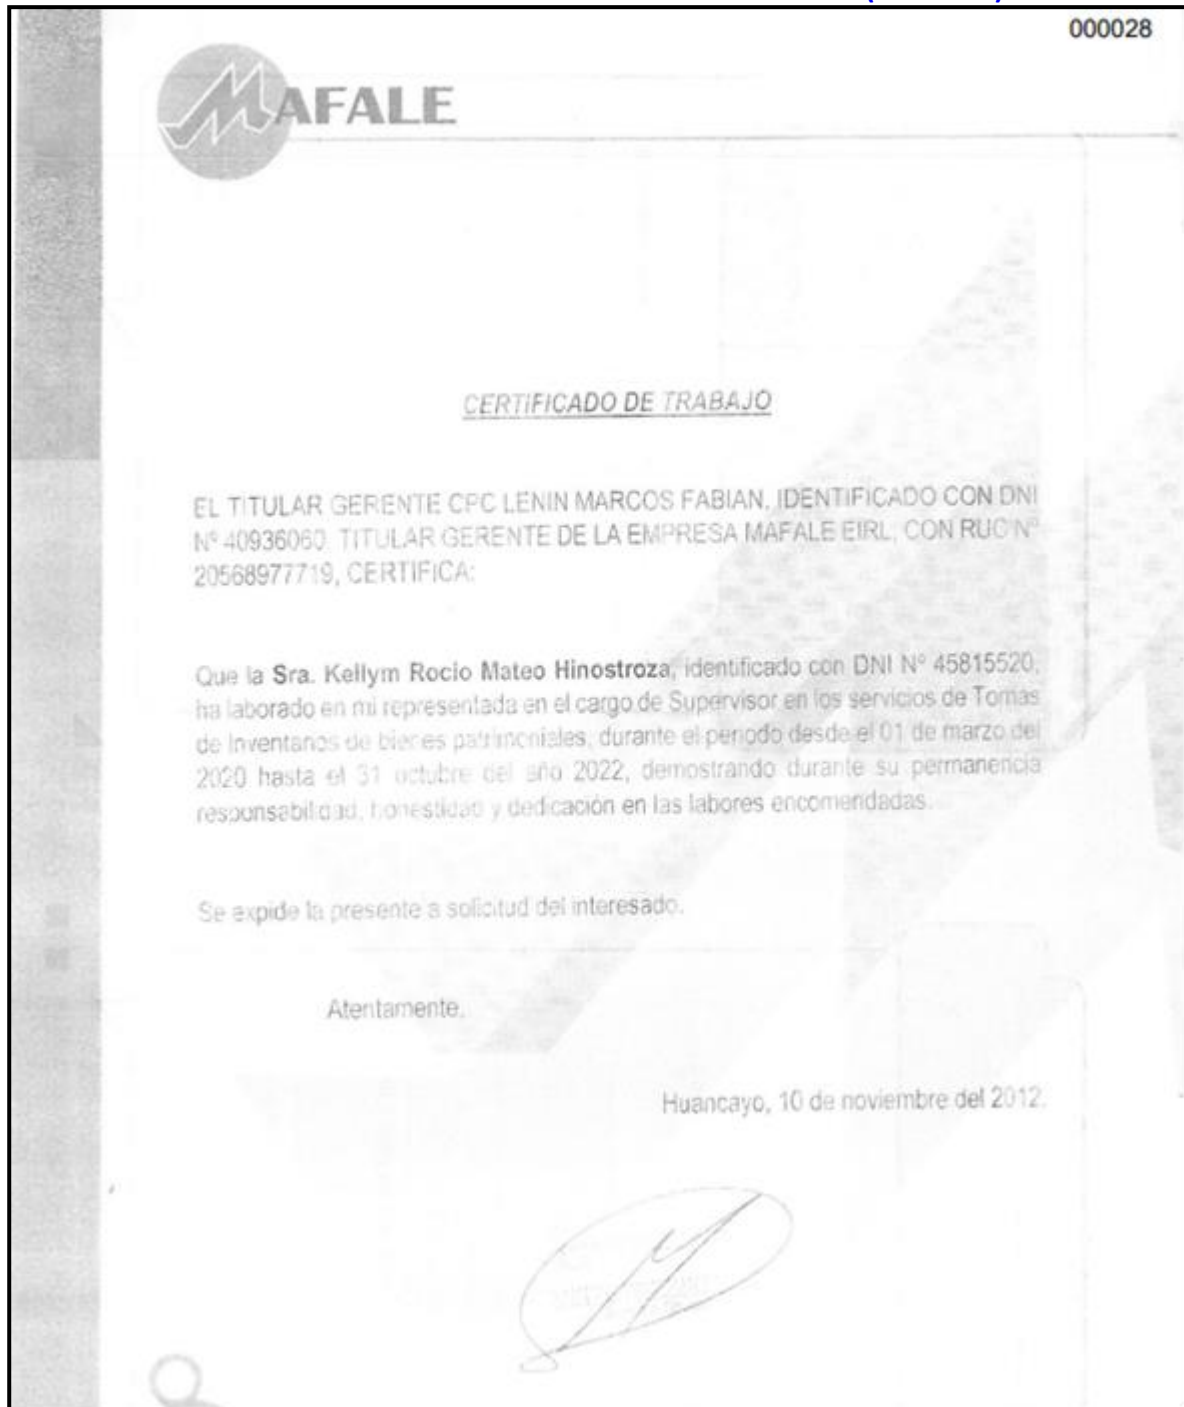 000028
MAFALE
CERTIFICADO DE TRABAJO
EL TITULAR GERENTE CPC LENIN MARCOS FABIAN, IDENTIFICADO CON DNI
Nº 40936060, TITULAR GERENTE DE LA EMPRESA MAFALE EIRL, CON RUC Nº
20568977719, CERTIFICA:
Que la Sra. Kellym Rocio Mateo Hinostroza, identificado con DNI Nº 45815520,
ha laborado en mi representada en el cargo de Supervisor en los servicios de Tomas
de Inventarios de bienes patrimoniales, durante el periodo desde el 01 de marzo del
2020 hasta el 31 octubre del año 2022, demostrando durante su permanencia
responsabilidad, honestidad y dedicación en las labores encomendadas.
Se expide la presente a solicitud del interesado.
Atentamente,
Huancayo, 10 de noviembre del 2012.